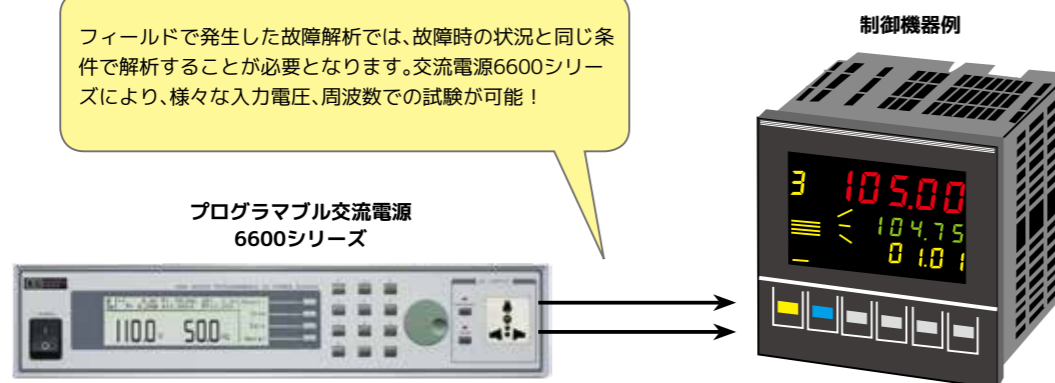 制御機器例
フィールドで発生した故障解析では、故障時の状況と同じ条
件で解析することが必要となります。交流電源6600シリー
ズにより、様々な入力電圧、周波数での試験が可能！
プログラマブル交流電源
6600シリーズ
110.0 50.0
3 105.00
104.75
01.01